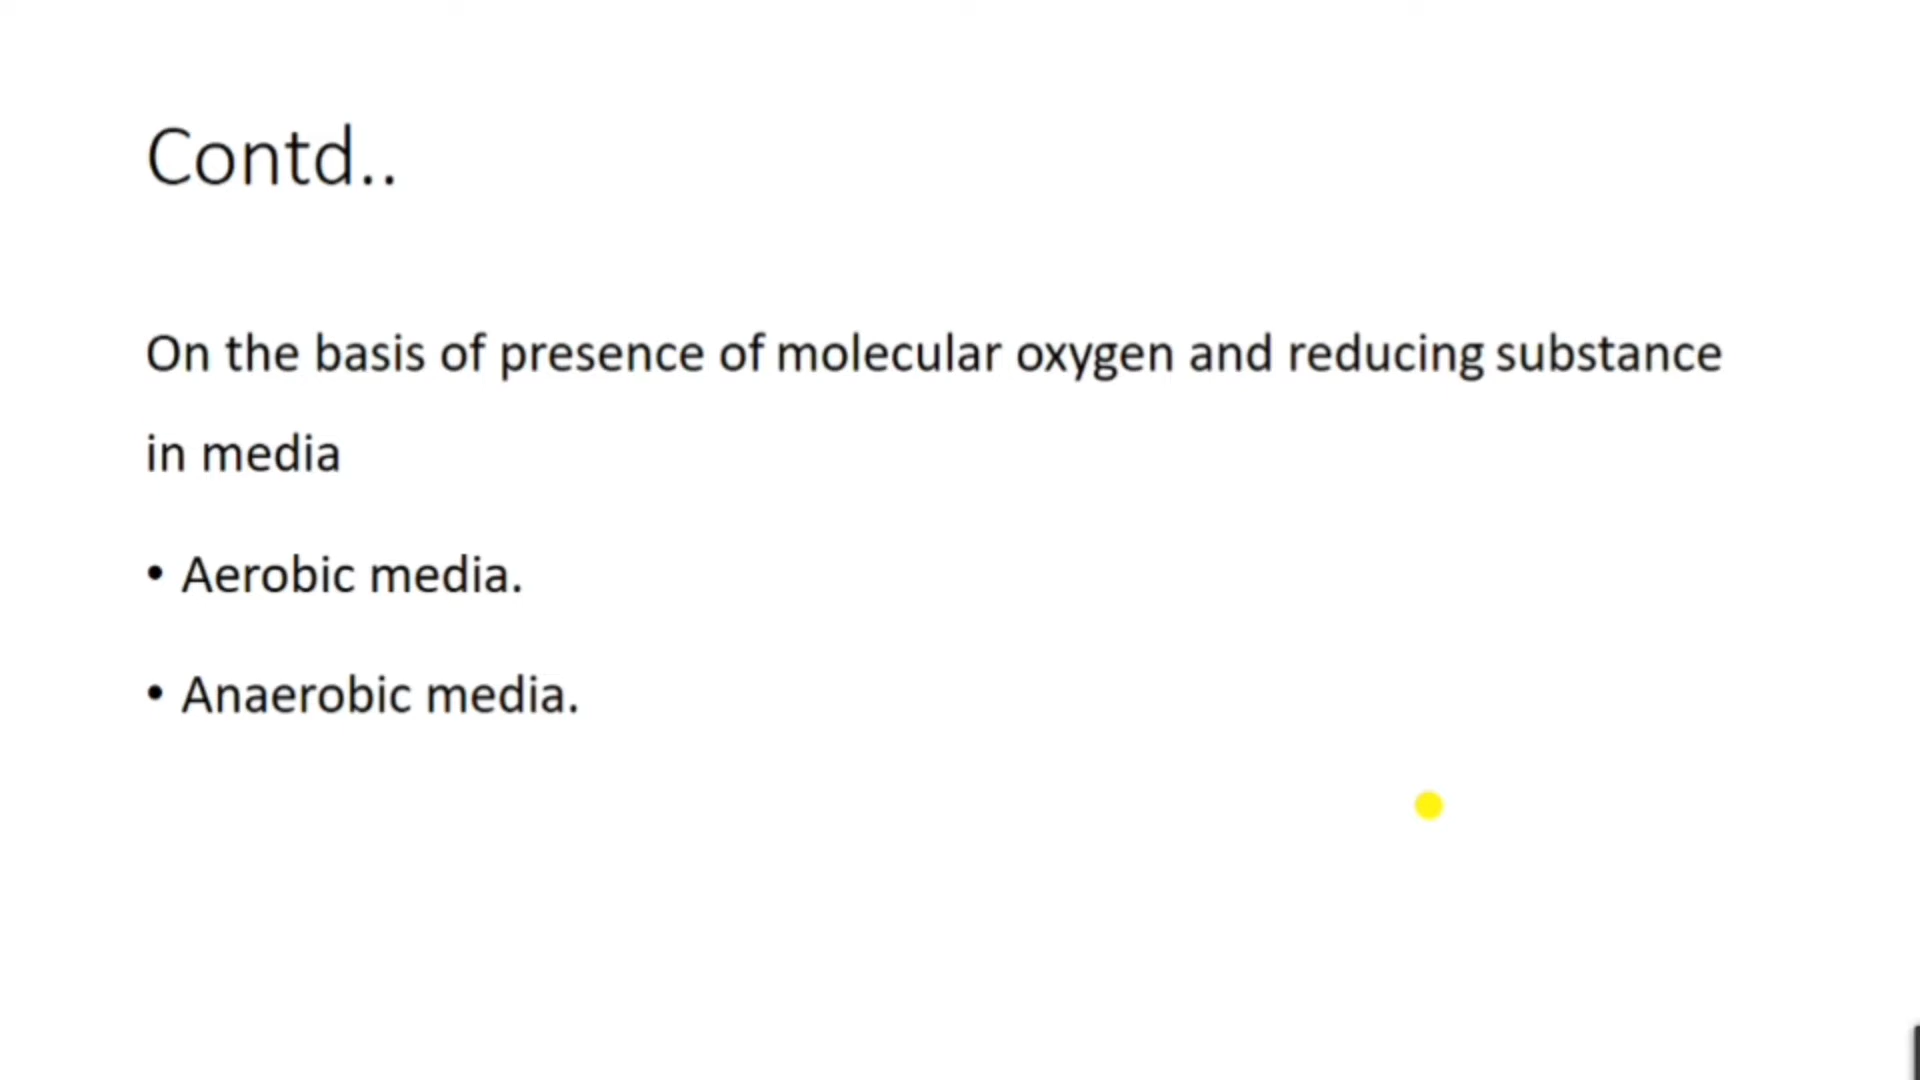 Contd..
On the basis of presence of molecular oxygen and reducing substance
in media
• Aerobic media.
• Anaerobic media.